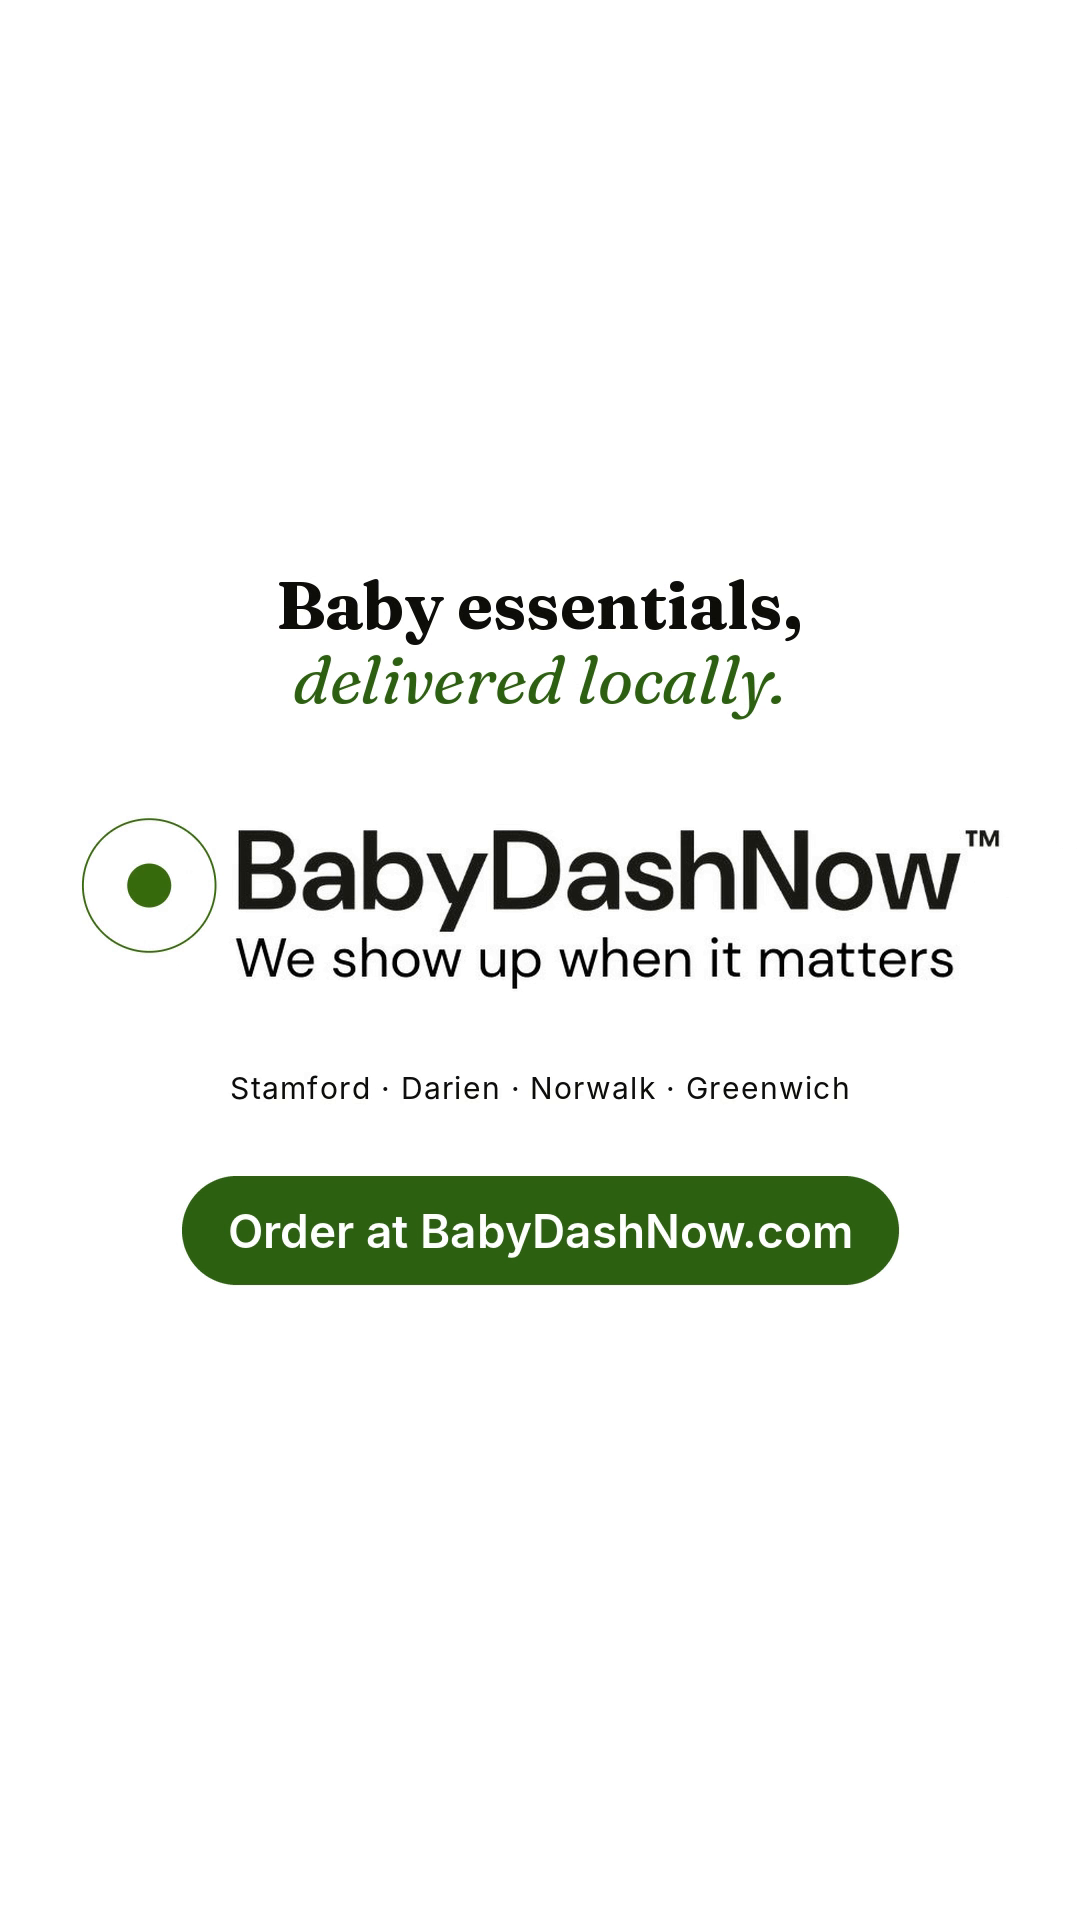 Baby essentials,
delivered locally.
BabyDashNow™
We show up when it matters
Stamford · Darien · Norwalk · Greenwich
Order at BabyDashNow.com